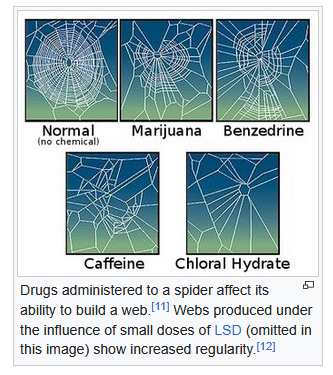 Normal
(no chemical)
Marijuana
Benzedrine
Caffeine
Chloral Hydrate
Drugs administered to a spider affect its
ability to build a web.[11] Webs produced under
the influence of small doses of LSD (omitted in
this image) show increased regularity.[12]